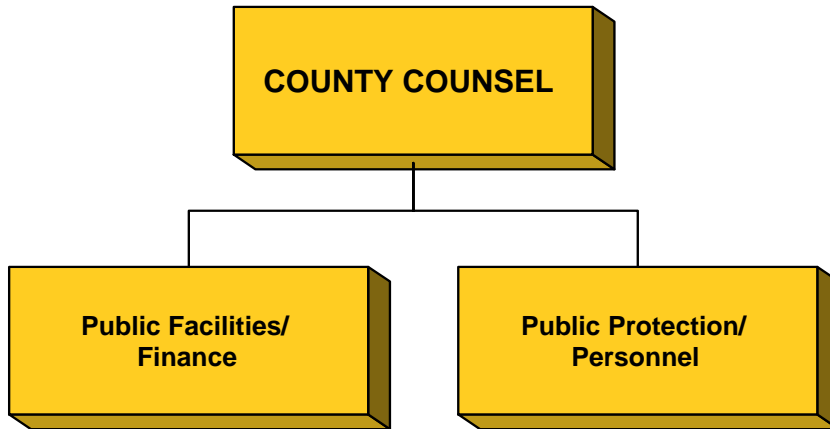 COUNTY COUNSEL
Public Facilities/
Finance
Public Protection/
Personnel